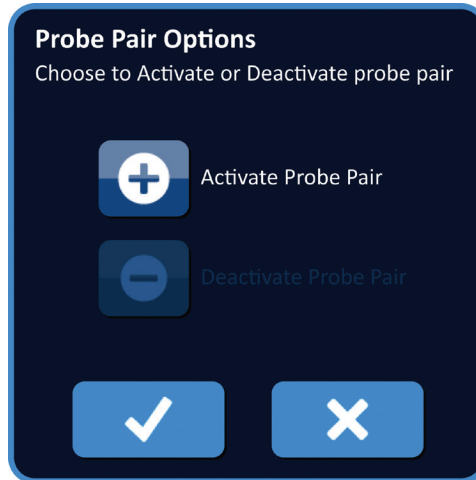 Probe Pair Options
Choose to Activate or Deactivate probe pair
Activate Probe Pair
Deactivate Probe Pair